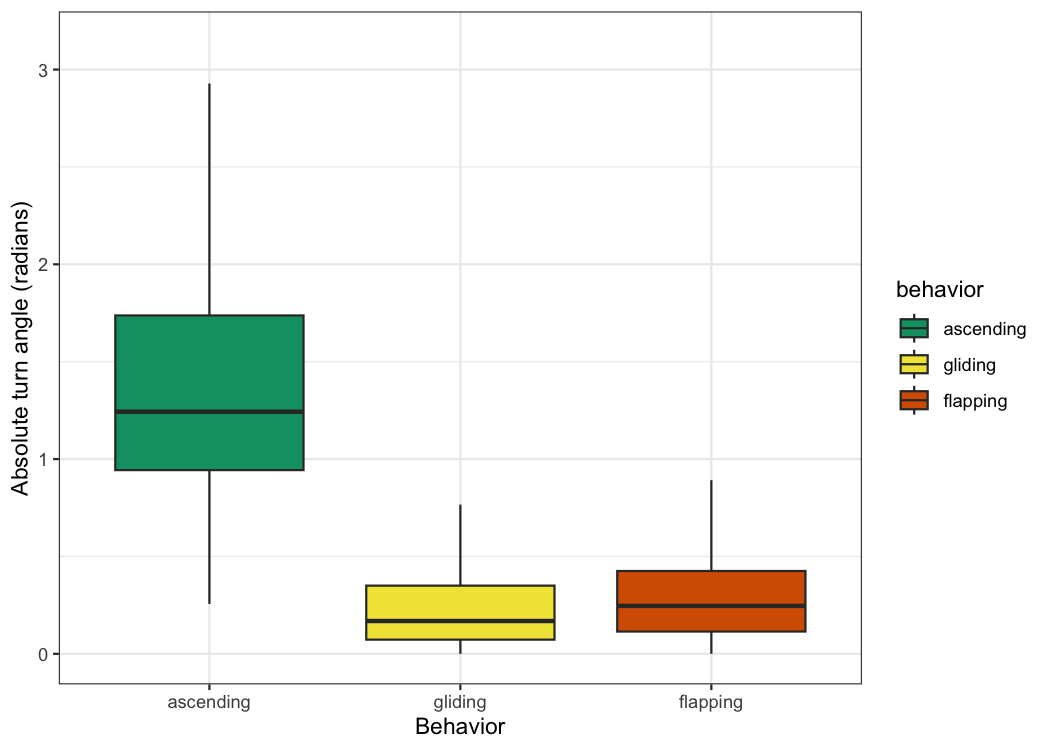 Absolute turn angle (radians)
3
2
1
0
ascending
gliding
flapping
Behavior
behavior
ascending
gliding
flapping